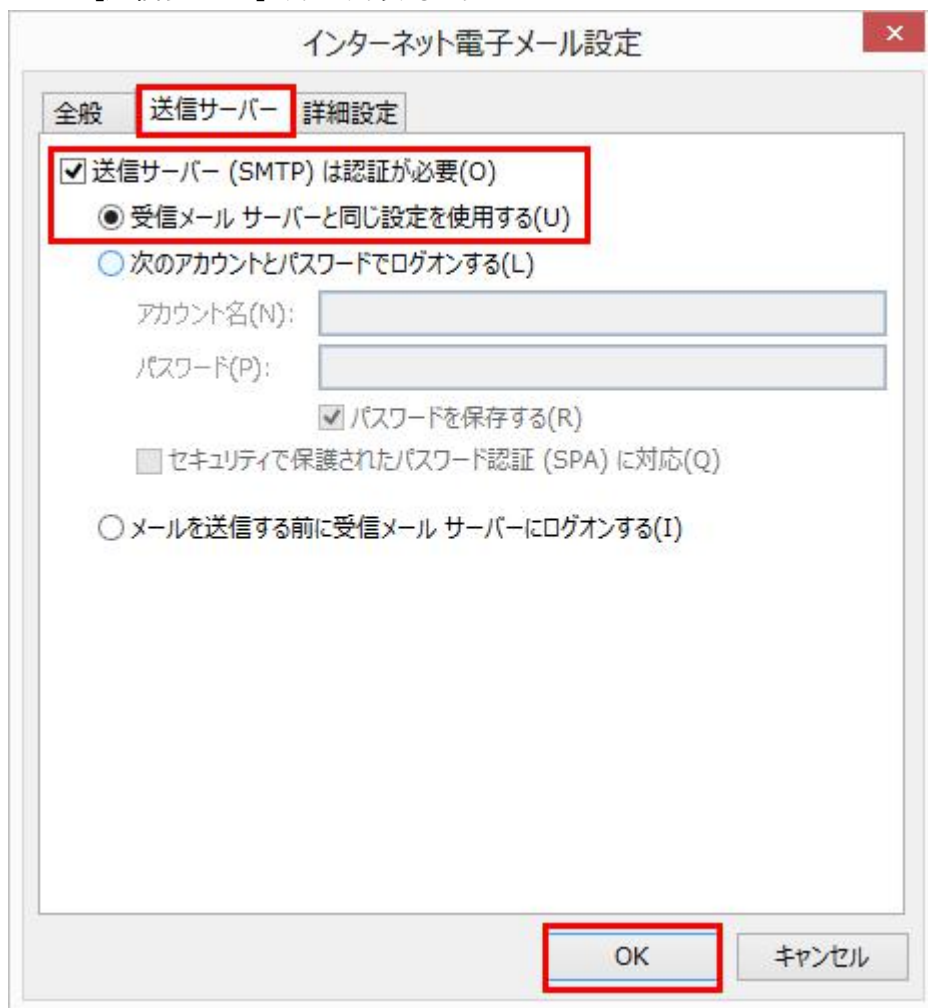 インターネット電子メール設定
全般 送信サーバー 詳細設定
送信サーバー (SMTP) は認証が必要(O)
受信メール サーバーと同じ設定を使用する(U)
次のアカウントとパスワードでログオンする(L)
アカウント名(N):
パスワード(P):
パスワードを保存する(R)
セキュリティで保護されたパスワード認証 (SPA) に対応(Q)
メールを送信する前に受信メール サーバーにログオンする(I)
OK キャンセル